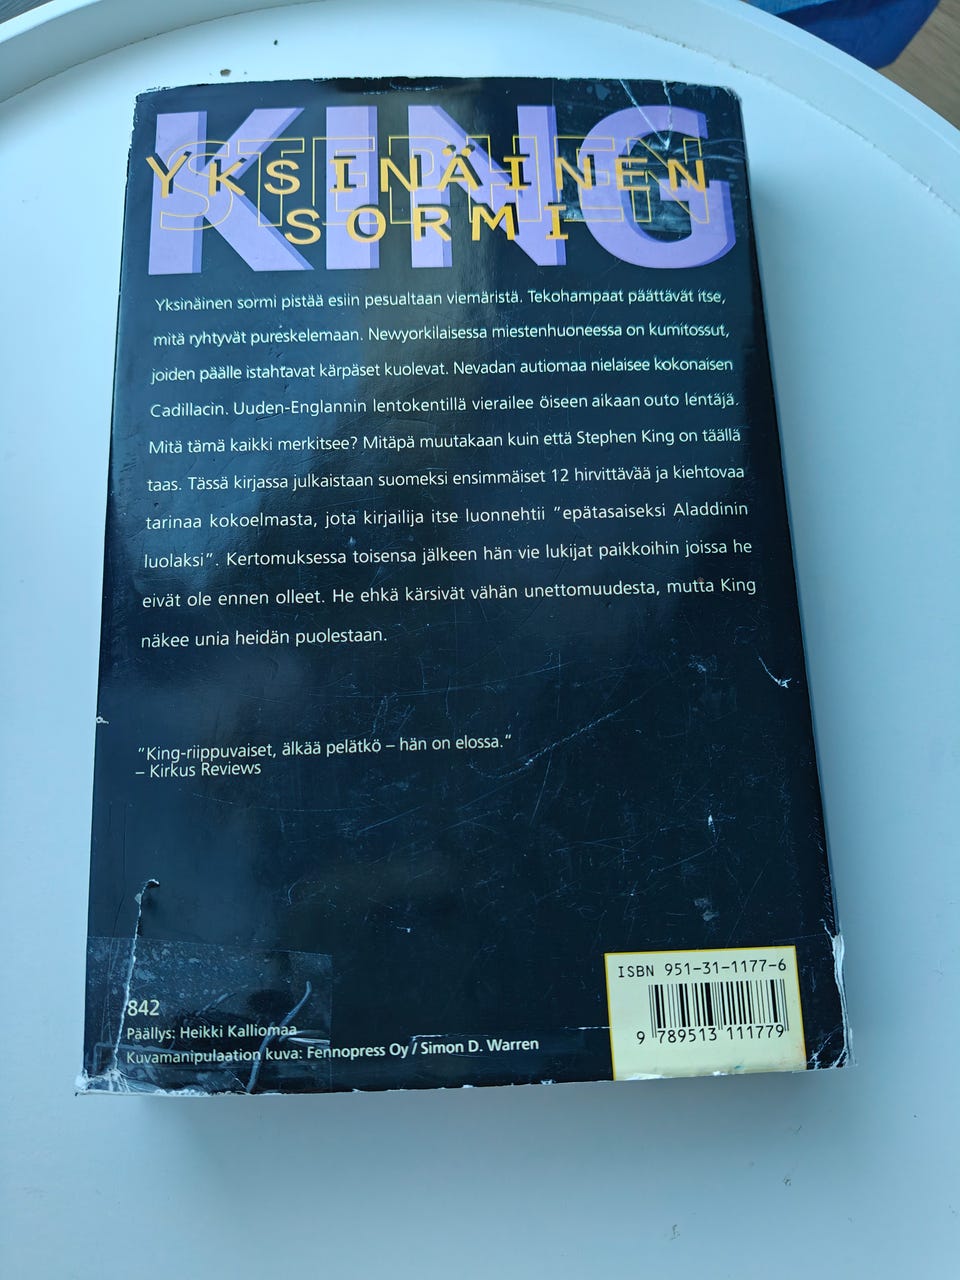 KING
STEPHEN
YKSINÄINEN
SORMI
Yksinäinen sormi pistää esiin pesualtaan viemäristä. Tekohampaat päättävät itse,
mitä ryhtyvät pureskelemaan. Newyorkilaisessa miestenhuoneessa on kumitossut,
joiden päälle istahtavat kärpäset kuolevat. Nevadan autiomaa nielaisee kokonaisen
Cadillacin. Uuden-Englannin lentokentillä vierailee öiseen aikaan outo lentäjä.
Mitä tämä kaikki merkitsee? Mitäpä muutakaan kuin että Stephen King on täällä
taas. Tässä kirjassa julkaistaan suomeksi ensimmäiset 12 hirvittävää ja kiehtovaa
tarinaa kokoelmasta, jota kirjailija itse luonnehtii "epätasaiseksi Aladdinin
luolaksi". Kertomuksessa toisensa jälkeen hän vie lukijat paikkoihin joissa he
eivät ole ennen olleet. He ehkä kärsivät vähän unettomuudesta, mutta King
näkee unia heidän puolestaan.
"King-riippuvaiset, älkää pelätkö – hän on elossa."
– Kirkus Reviews
842
Päällys: Heikki Kalliomaa
Kuvamanipulaation kuva: Fennopress Oy / Simon D. Warren
ISBN 951-31-1177-6
9 789513 111779